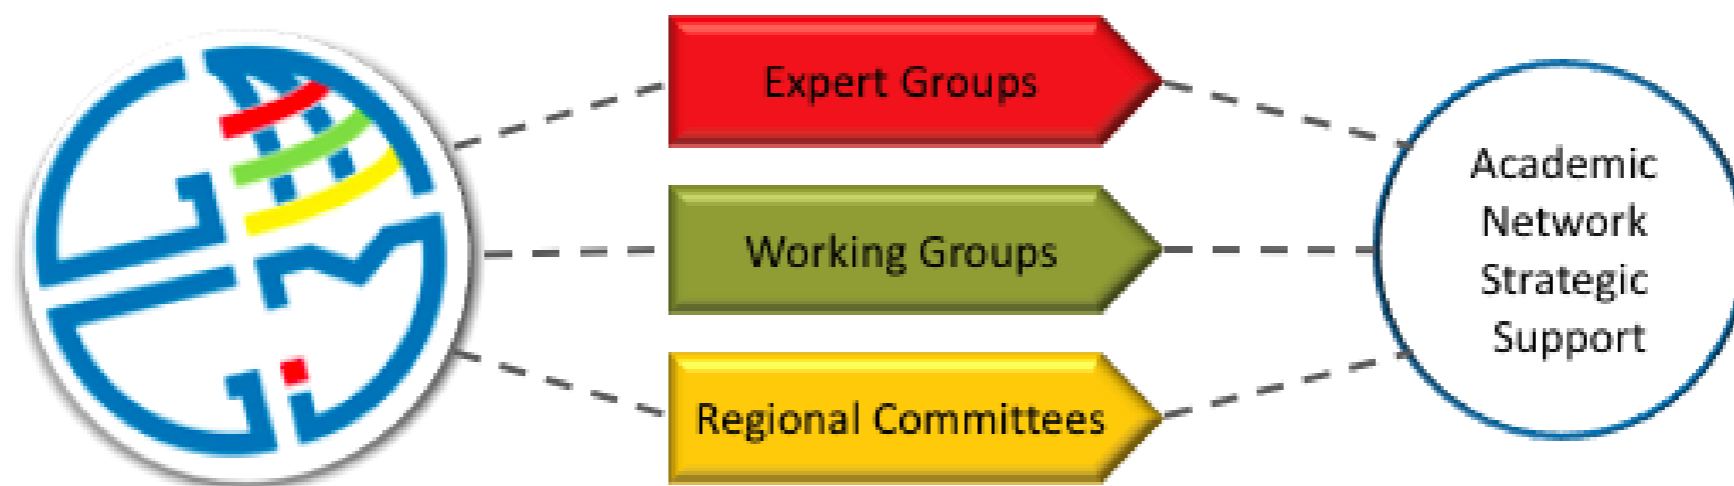 Expert Groups
Working Groups
Regional Committees
Academic
Network
Strategic
Support